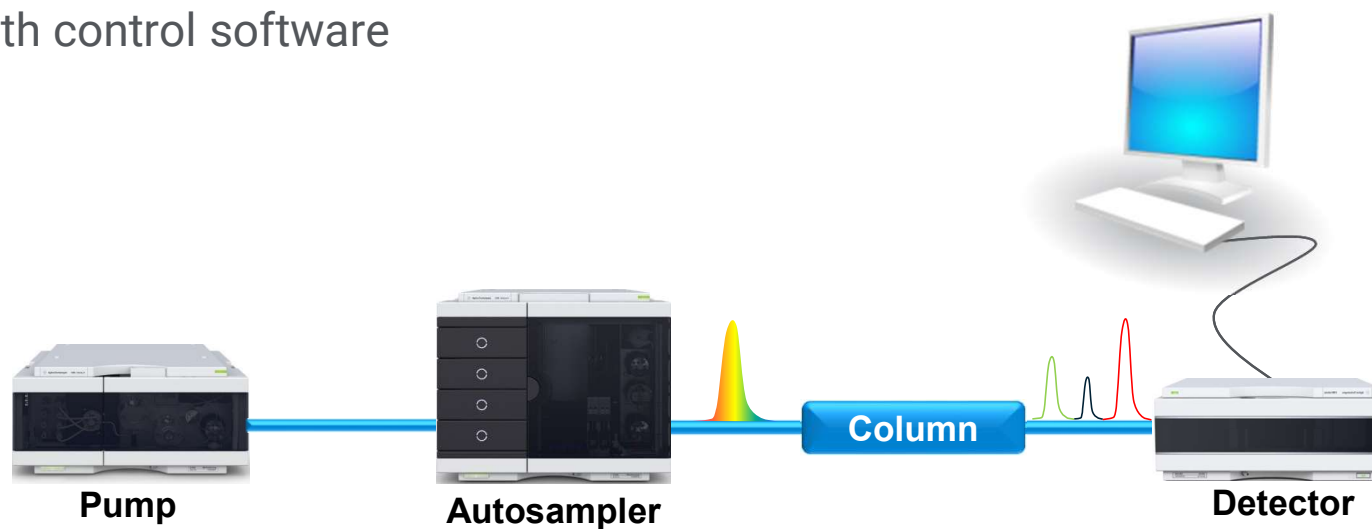 th control software
Column
Pump
Autosampler
Detector